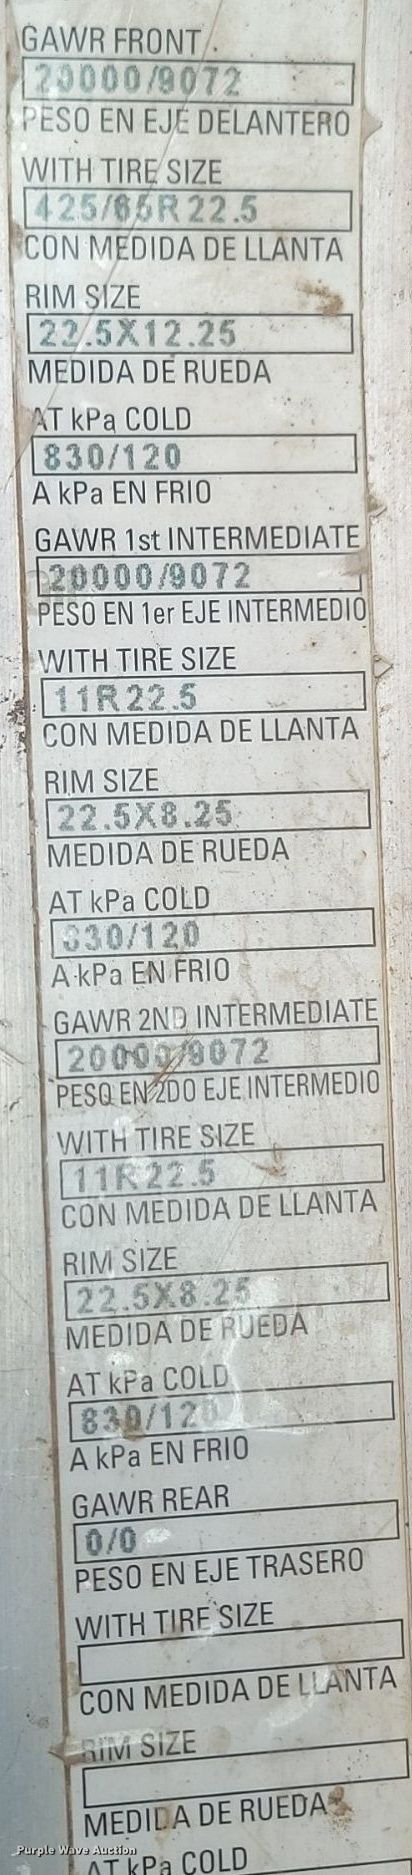 GAWR FRONT
20000/9072
PESO EN EJE DELANTERO
WITH TIRE SIZE
425/65R22.5
CON MEDIDA DE LLANTA
RIM SIZE
22.5X12.25
MEDIDA DE RUEDA
AT kPa COLD
830/120
A kPa EN FRIO
GAWR 1st INTERMEDIATE
20000/9072
PESO EN 1er EJE INTERMEDIO
WITH TIRE SIZE
11R22.5
CON MEDIDA DE LLANTA
RIM SIZE
22.5X8.25
MEDIDA DE RUEDA
AT kPa COLD
830/120
A kPa EN FRIO
GAWR 2ND INTERMEDIATE
20000/9072
PESO EN 2DO EJE INTERMEDIO
WITH TIRE SIZE
11R22.5
CON MEDIDA DE LLANTA
RIM SIZE
22.5X8.25
MEDIDA DE RUEDA
AT kPa COLD
830/120
A kPa EN FRIO
GAWR REAR
0/0
PESO EN EJE TRASERO
WITH TIRE SIZE
CON MEDIDA DE LLANTA
RIM SIZE
MEDIDA DE RUEDA
Purple Wave Auction
AT kPa COLD